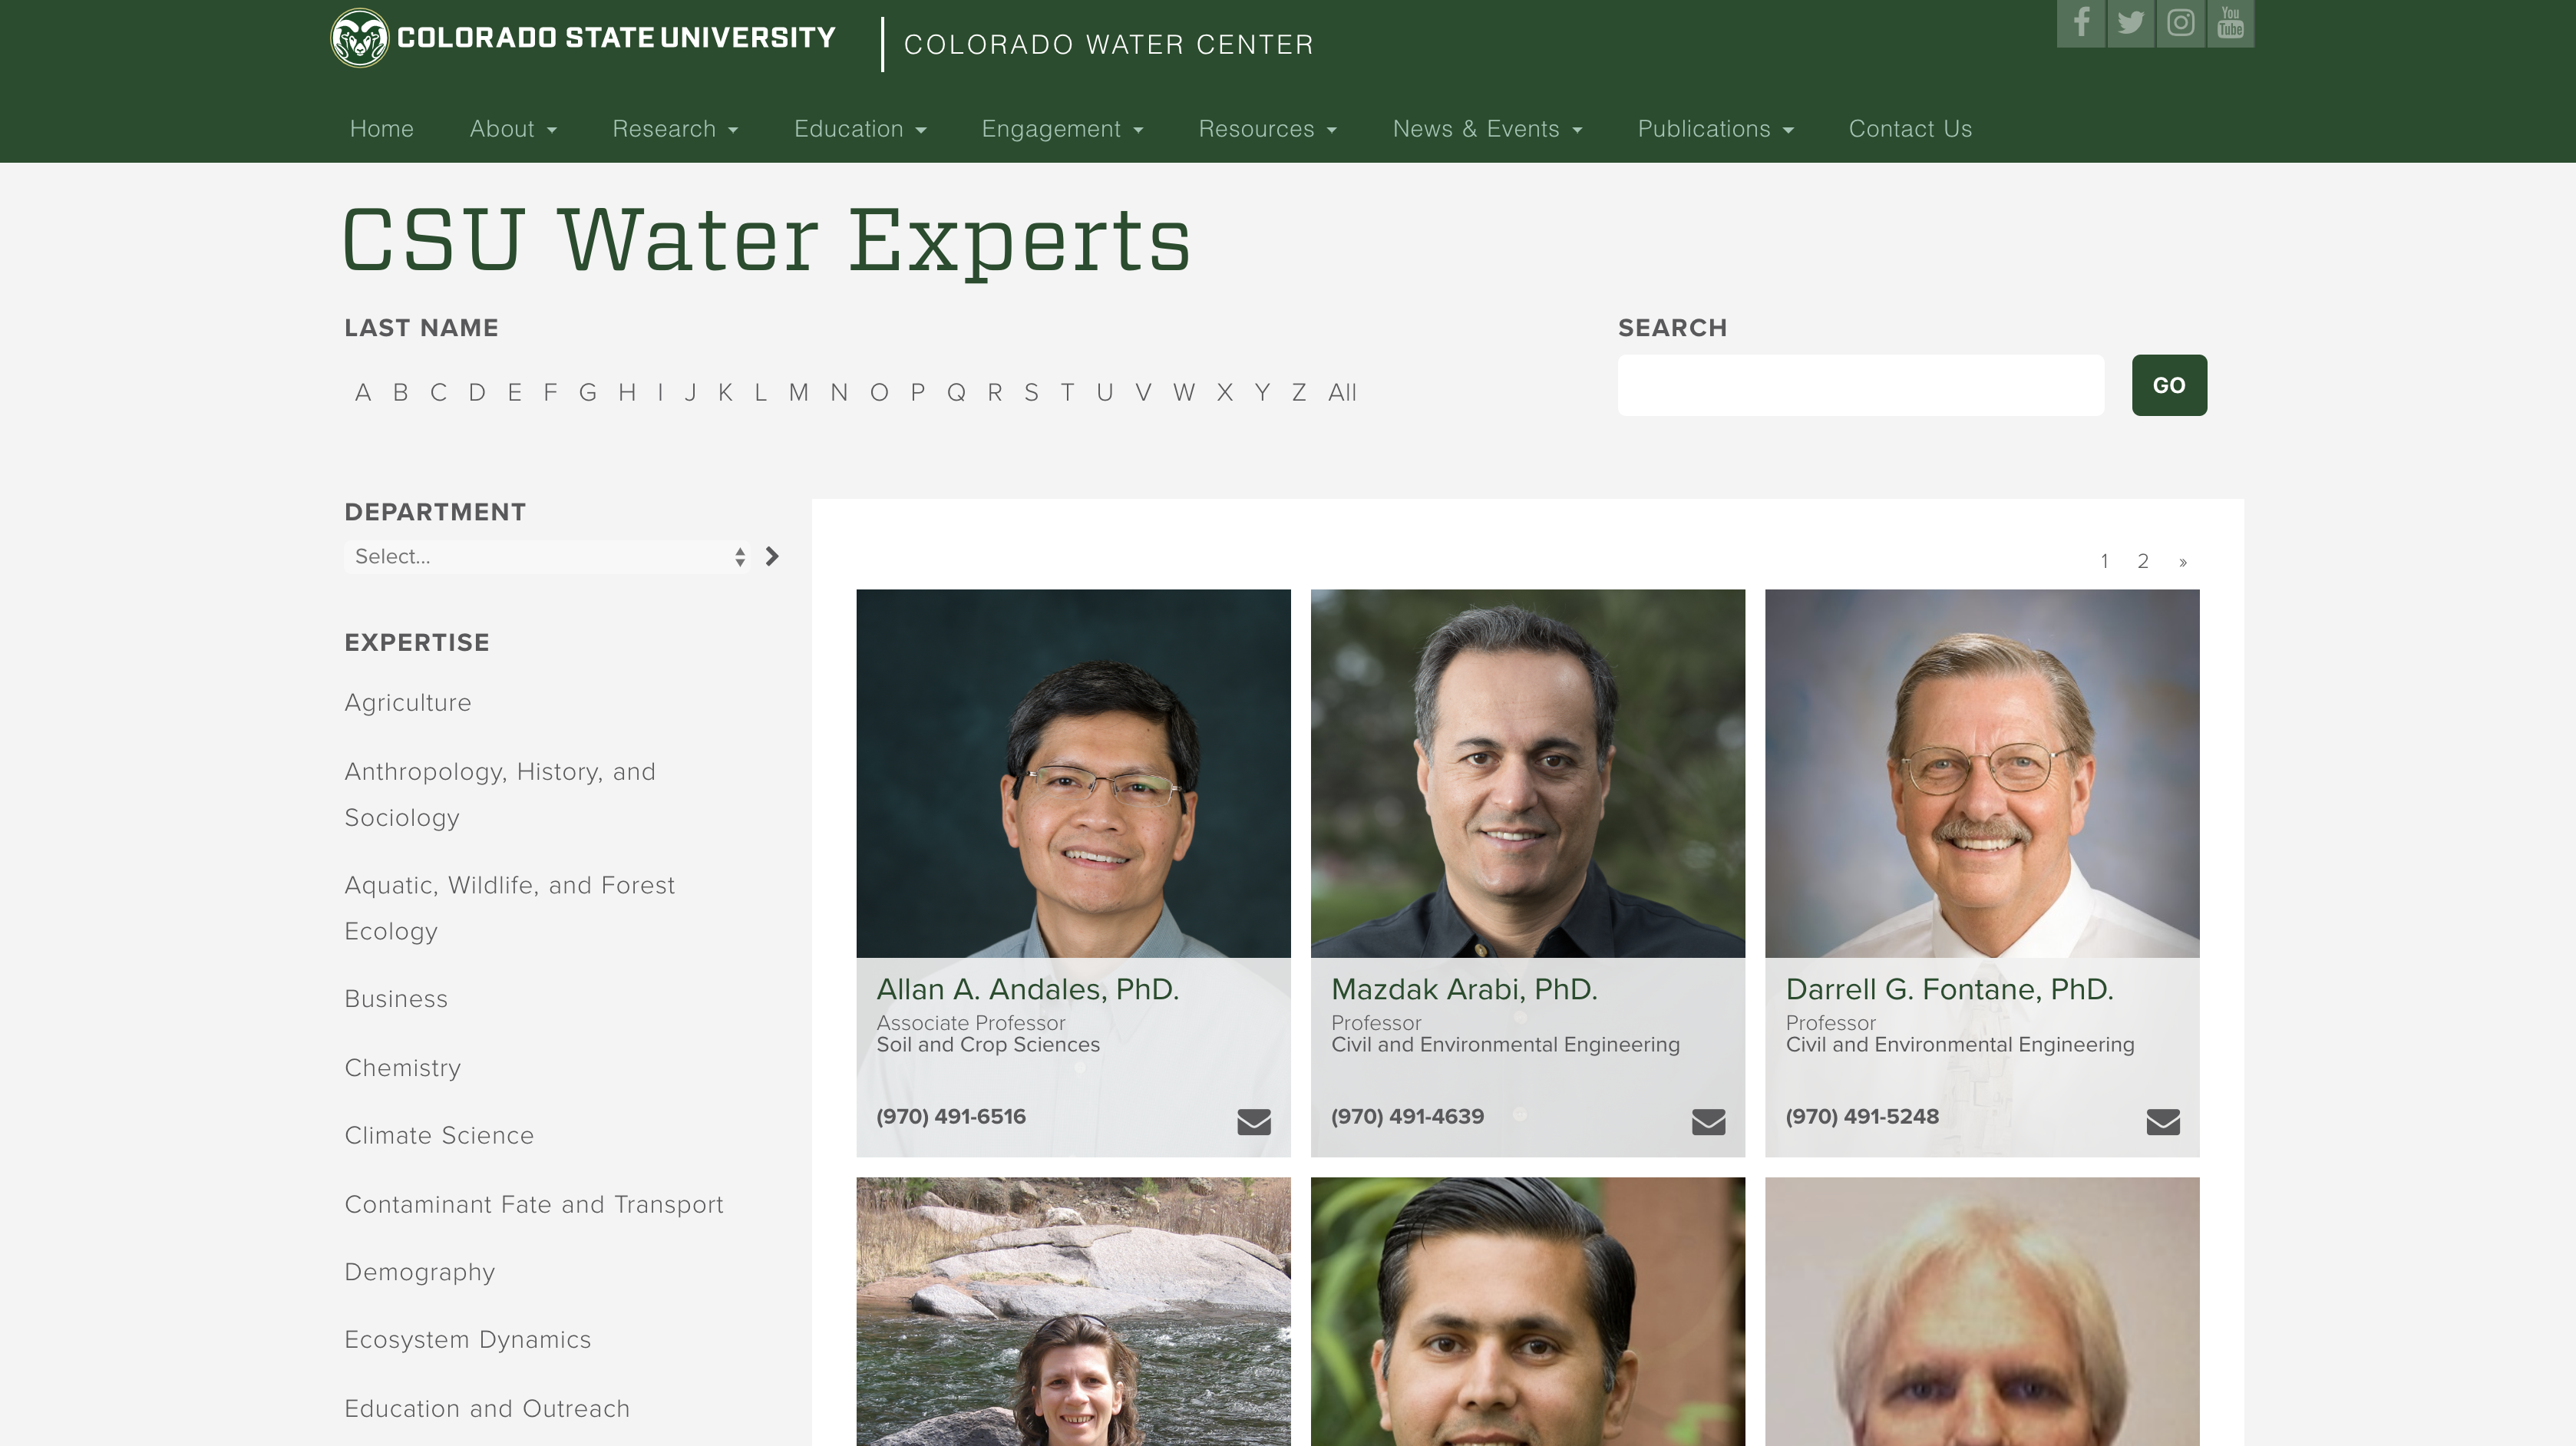 COLORADO STATE UNIVERSITY
COLORADO WATER CENTER
You
Tube
Home
About
Research
Education
Engagement
Resources
News & Events
Publications
Contact Us
CSU Water Experts
LAST NAME
A B C D E F G H I J K L M N O P Q R S T U V W X Y Z All
SEARCH
GO
DEPARTMENT
Select...
EXPERTISE
Agriculture
Anthropology, History, and
Sociology
Aquatic, Wildlife, and Forest
Ecology
Business
Chemistry
Climate Science
Contaminant Fate and Transport
Demography
Ecosystem Dynamics
Education and Outreach
1 2 »
Allan A. Andales, PhD.
Associate Professor
Soil and Crop Sciences
(970) 491-6516
Mazdak Arabi, PhD.
Professor
Civil and Environmental Engineering
(970) 491-4639
Darrell G. Fontane, PhD.
Professor
Civil and Environmental Engineering
(970) 491-5248